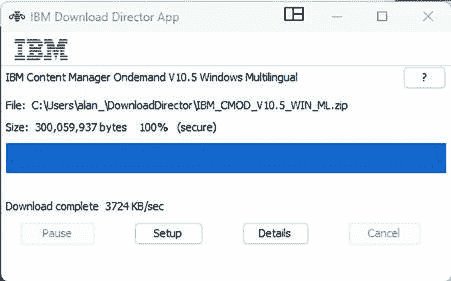 IBM Download Director App
IBM
IBM Content Manager Ondemand V10.5 Windows Multilingual
?
File: C:\Users\alan_\DownloadDirector\IBM_CMOD_V10.5_WIN_ML.zip
Size: 300,059,937 bytes 100% (secure)
Download complete 3724 KB/sec
Pause Setup Details Cancel